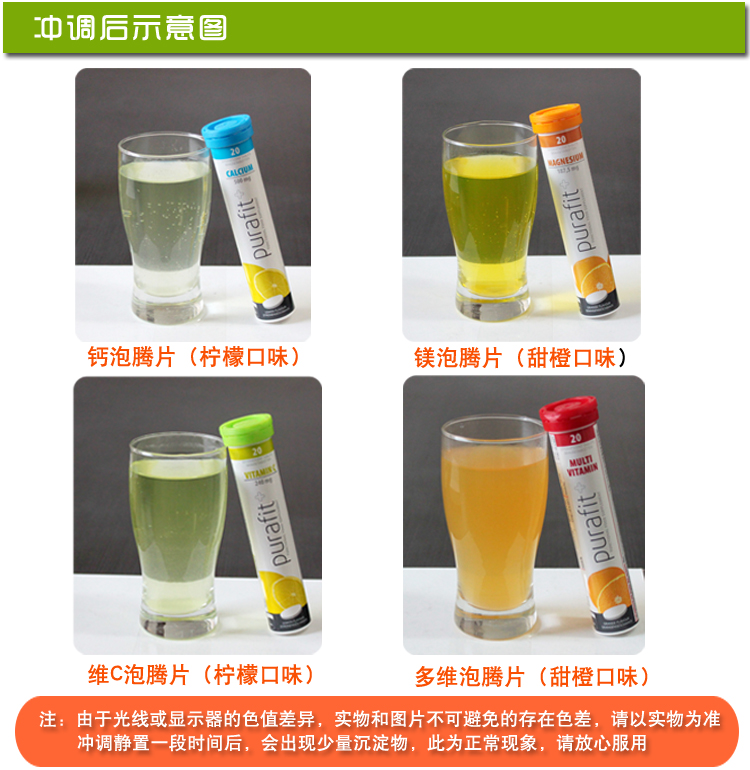 冲调后示意图
20
CALCIUM
purafit
20
MAGNESIUM
187,5 mg
purafit
钙泡腾片（柠檬口味）
镁泡腾片（甜橙口味）
20
VITAMIN C
240 mg
purafit
20
MULTI
VITAMIN
purafit
维C泡腾片（柠檬口味）
多维泡腾片（甜橙口味）
注：由于光线或显示器的色值差异，实物和图片不可避免的存在色差，请以实物为准
冲调静置一段时间后，会出现少量沉淀物，此为正常现象，请放心服用